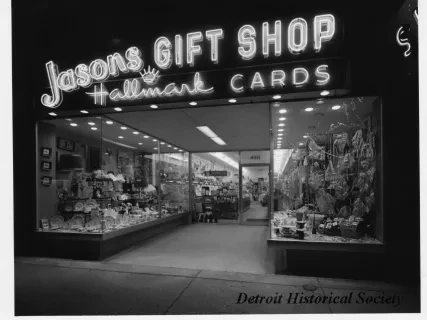 Jasons GIFT SHOP
Hallmark CARDS
Detroit Historical Society